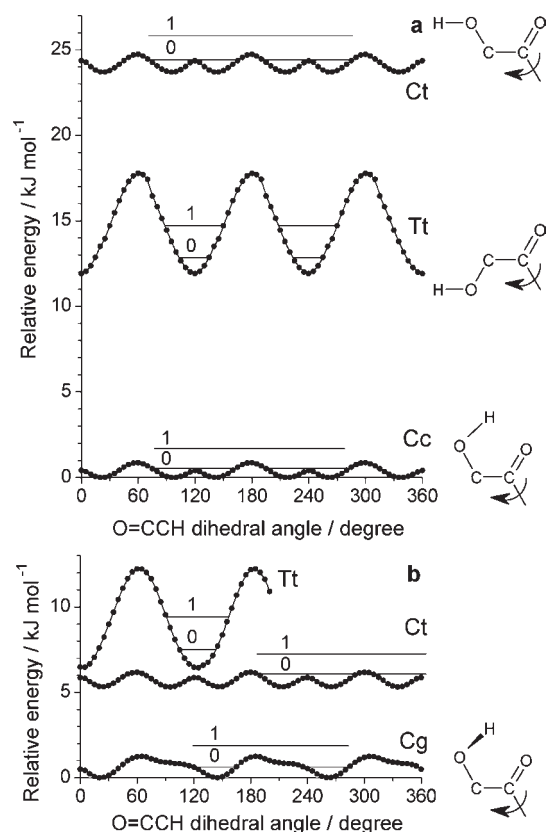 a
1
0
Ct
1
0
Tt
1
0
Cc
25
20
15
10
5
0
Relative energy / kJ mol⁻¹
0 60 120 180 240 300 360
O=CCH dihedral angle / degree
H O C C O
H O C C O
H O C C O
b
Tt
1
0
Ct
1
0
Cg
1
0
10
5
0
Relative energy / kJ mol⁻¹
0 60 120 180 240 300 360
O=CCH dihedral angle / degree
H O C C O